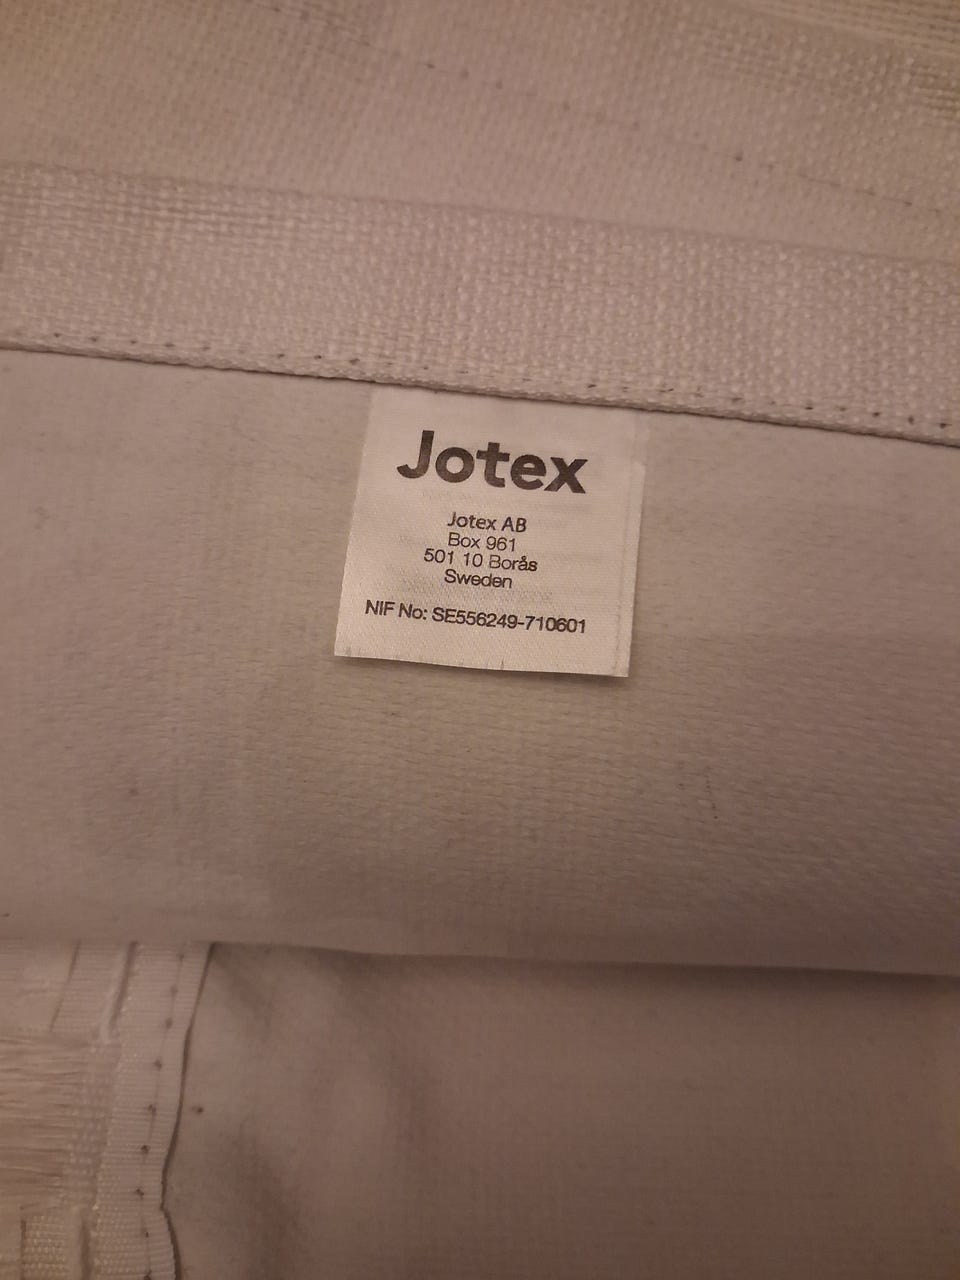 Jotex
Jotex AB
Box 961
501 10 Borås
Sweden
NIF No: SE556249-710601